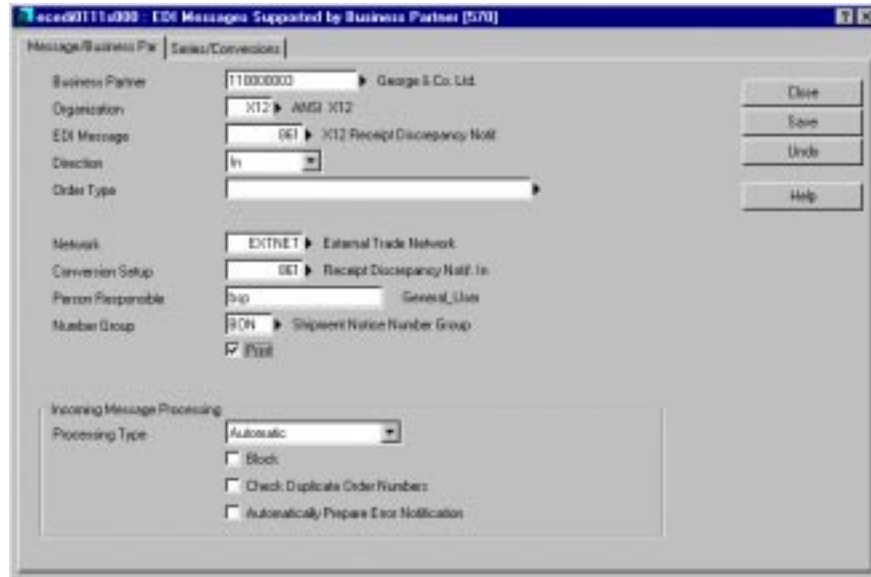 ecedi0111s000 : EDI Messages Supported by Business Partner [570]
Message/Business Par Series/Conversions
Business Partner 110000003 George & Co. Ltd.
Organization X12 ANSI X12
EDI Message 861 X12 Receipt Discrepancy Notif.
Direction In
Order Type
Network EXTNET External Trade Network
Conversion Setup 861 Receipt Discrepancy Notif. In
Person Responsible bsp General_User
Number Group BDN Shipment Notice Number Group
Print
Close
Save
Undo
Help
Incoming Message Processing
Processing Type Automatic
Block
Check Duplicate Order Numbers
Automatically Prepare Error Notification